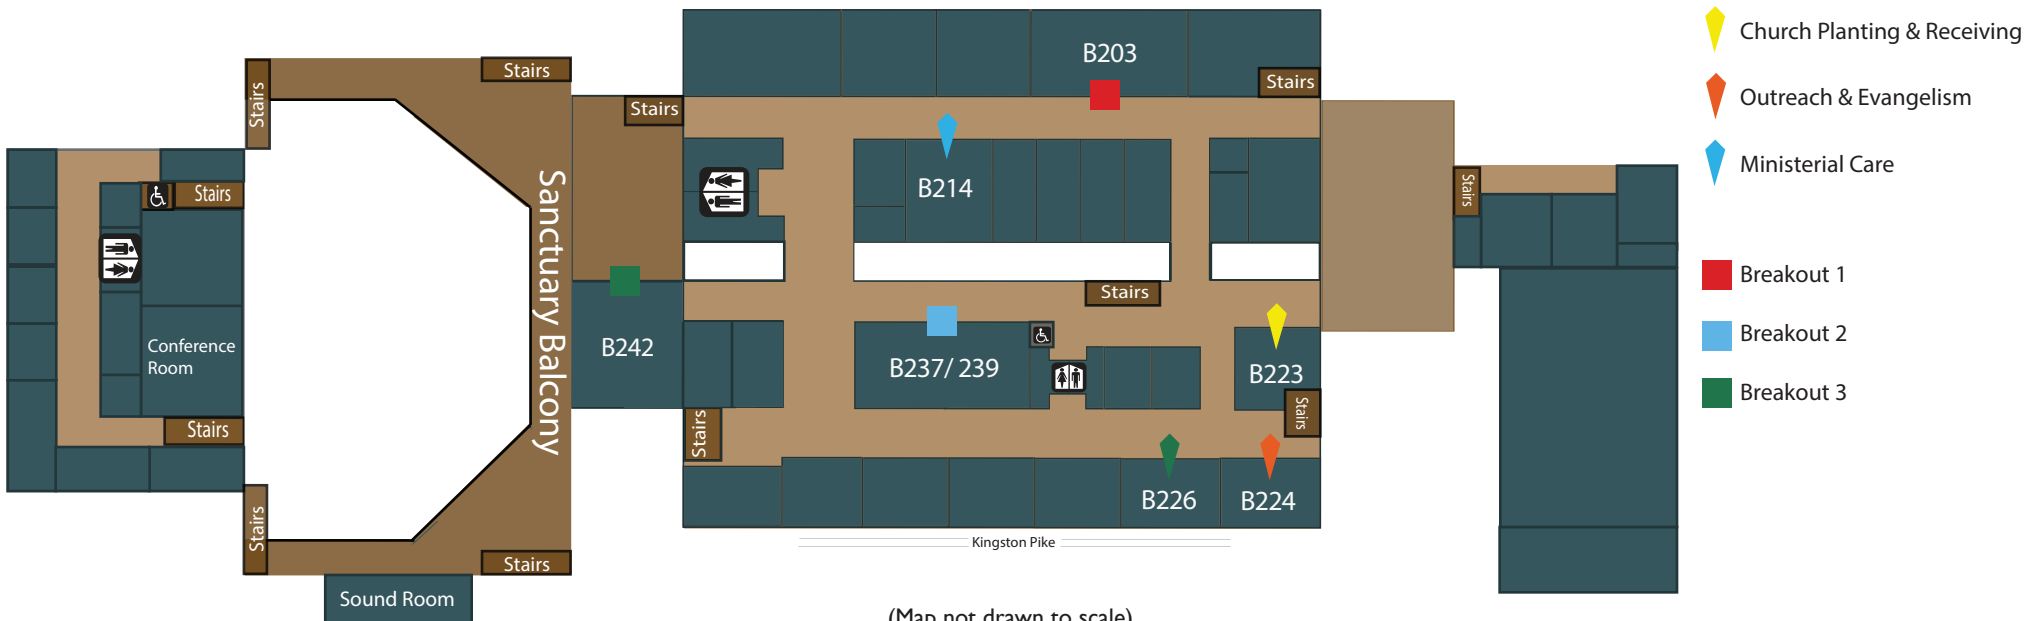 Church Planting & Receiving
Outreach & Evangelism
Ministerial Care
Breakout 1
Breakout 2
Breakout 3
B203
Stairs
Stairs
Stairs
Stairs
Stairs
Stairs
Stairs
B214
Sanctuary Balcony
Stairs
B242
Conference
Room
B237/ 239
B223
Stairs
Stairs
Stairs
B226
B224
Stairs
Stairs
Kingston Pike
Sound Room
(Map not drawn to scale)